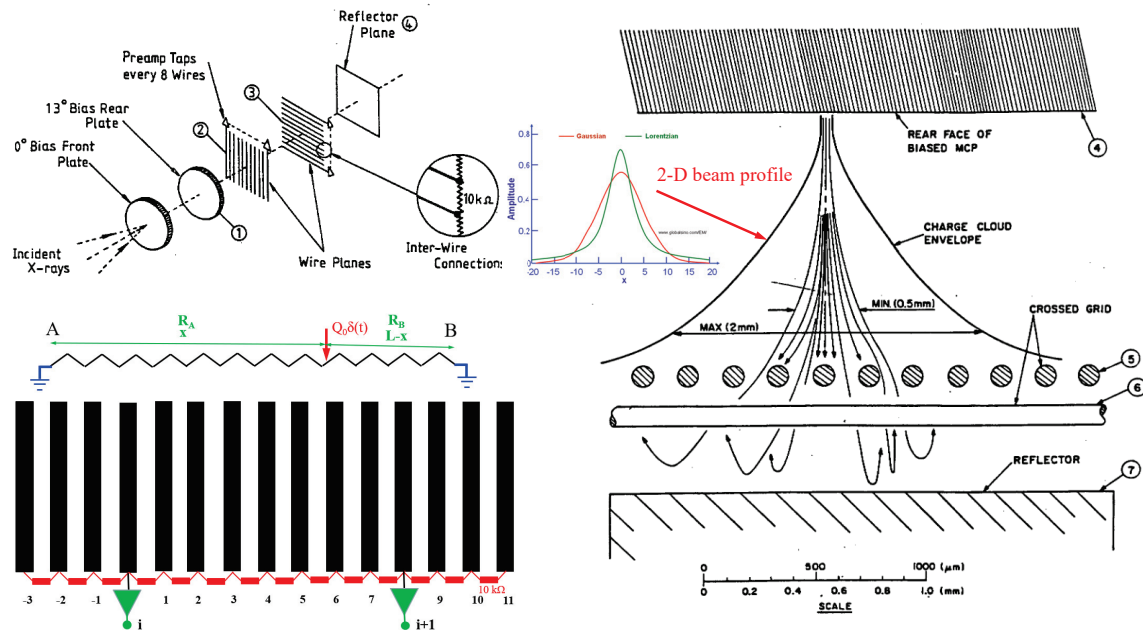 Reflector
Plane ④
Preamp Taps
every 8 Wires
③
13° Bias Rear
Plate
②
0° Bias Front
Plate
①
10kΩ
Incident
X-rays
Wire Planes
Inter-Wire
Connections
Gaussian
Lorentzian
Amplitude
0.8
0.6
0.4
0.2
0
-20
-15
-10
-5
0
5
10
15
20
x
www.globalsino.com/EM/
2-D beam profile
REAR FACE OF
BIASED MCP
④
CHARGE CLOUD
ENVELOPE
MIN. (0.5mm)
MAX (2mm)
CROSSED GRID
⑤
⑥
REFLECTOR
⑦
0 500 1000 (μm)
0 0.2 0.4 0.6 0.8 1.0 (mm)
SCALE
A
R_A
x
Q₀δ(t)
R_B
L-x
B
10 kΩ
-3 -2 -1 1 2 3 4 5 6 7 9 10 11
i
i+1